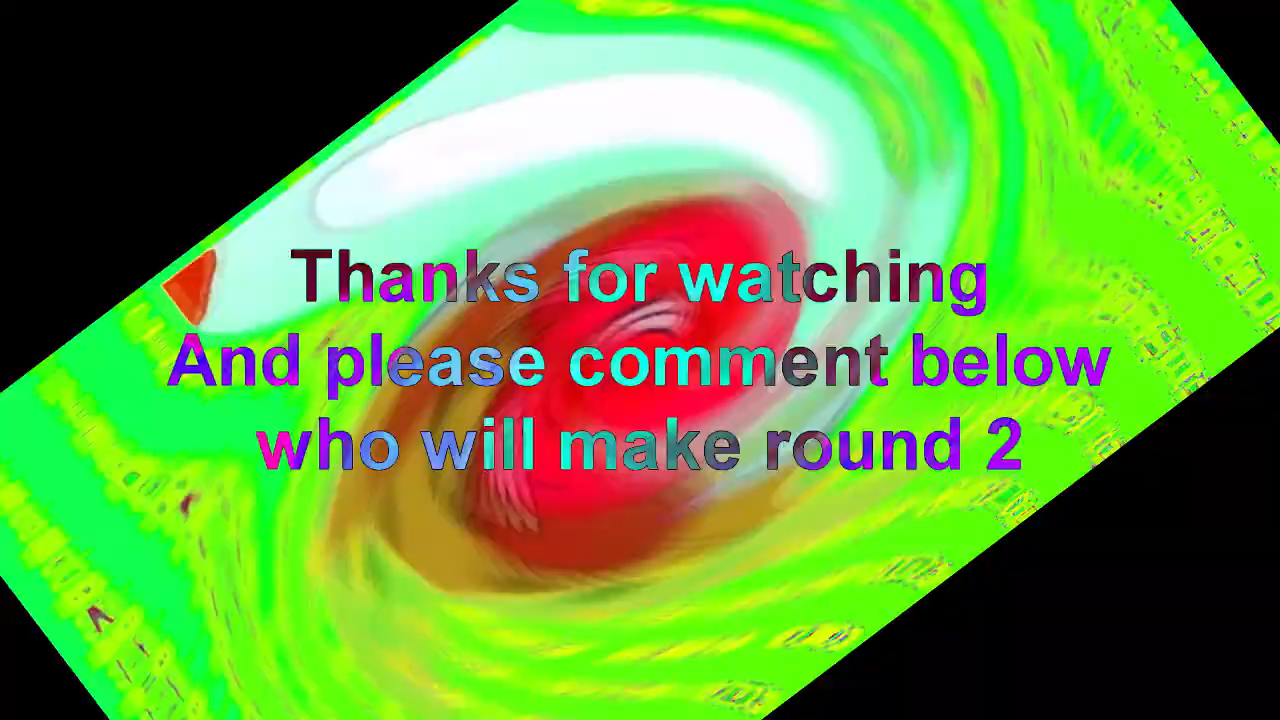 Thanks for watching
And please comment below
who will make round 2